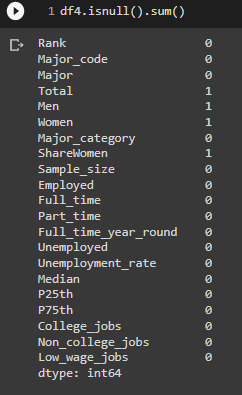 df4.isnull().sum()
Rank 0
Major_code 0
Major 0
Total 1
Men 1
Women 1
Major_category 0
ShareWomen 1
Sample_size 0
Employed 0
Full_time 0
Part_time 0
Full_time_year_round 0
Unemployed 0
Unemployment_rate 0
Median 0
P25th 0
P75th 0
College_jobs 0
Non_college_jobs 0
Low_wage_jobs 0
dtype: int64